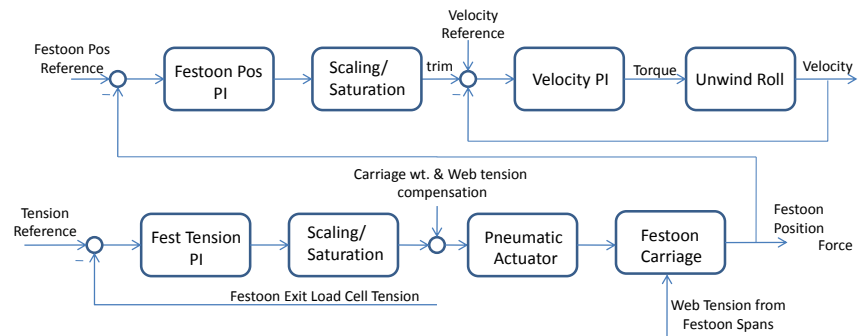 Velocity
Reference
Festoon Pos
Reference
Festoon Pos
PI
Scaling/
Saturation
trim
Velocity PI
Torque
Unwind Roll
Velocity
Carriage wt. & Web tension
compensation
Tension
Reference
Fest Tension
PI
Scaling/
Saturation
Pneumatic
Actuator
Festoon
Carriage
Festoon
Position
Force
Festoon Exit Load Cell Tension
Web Tension from
Festoon Spans